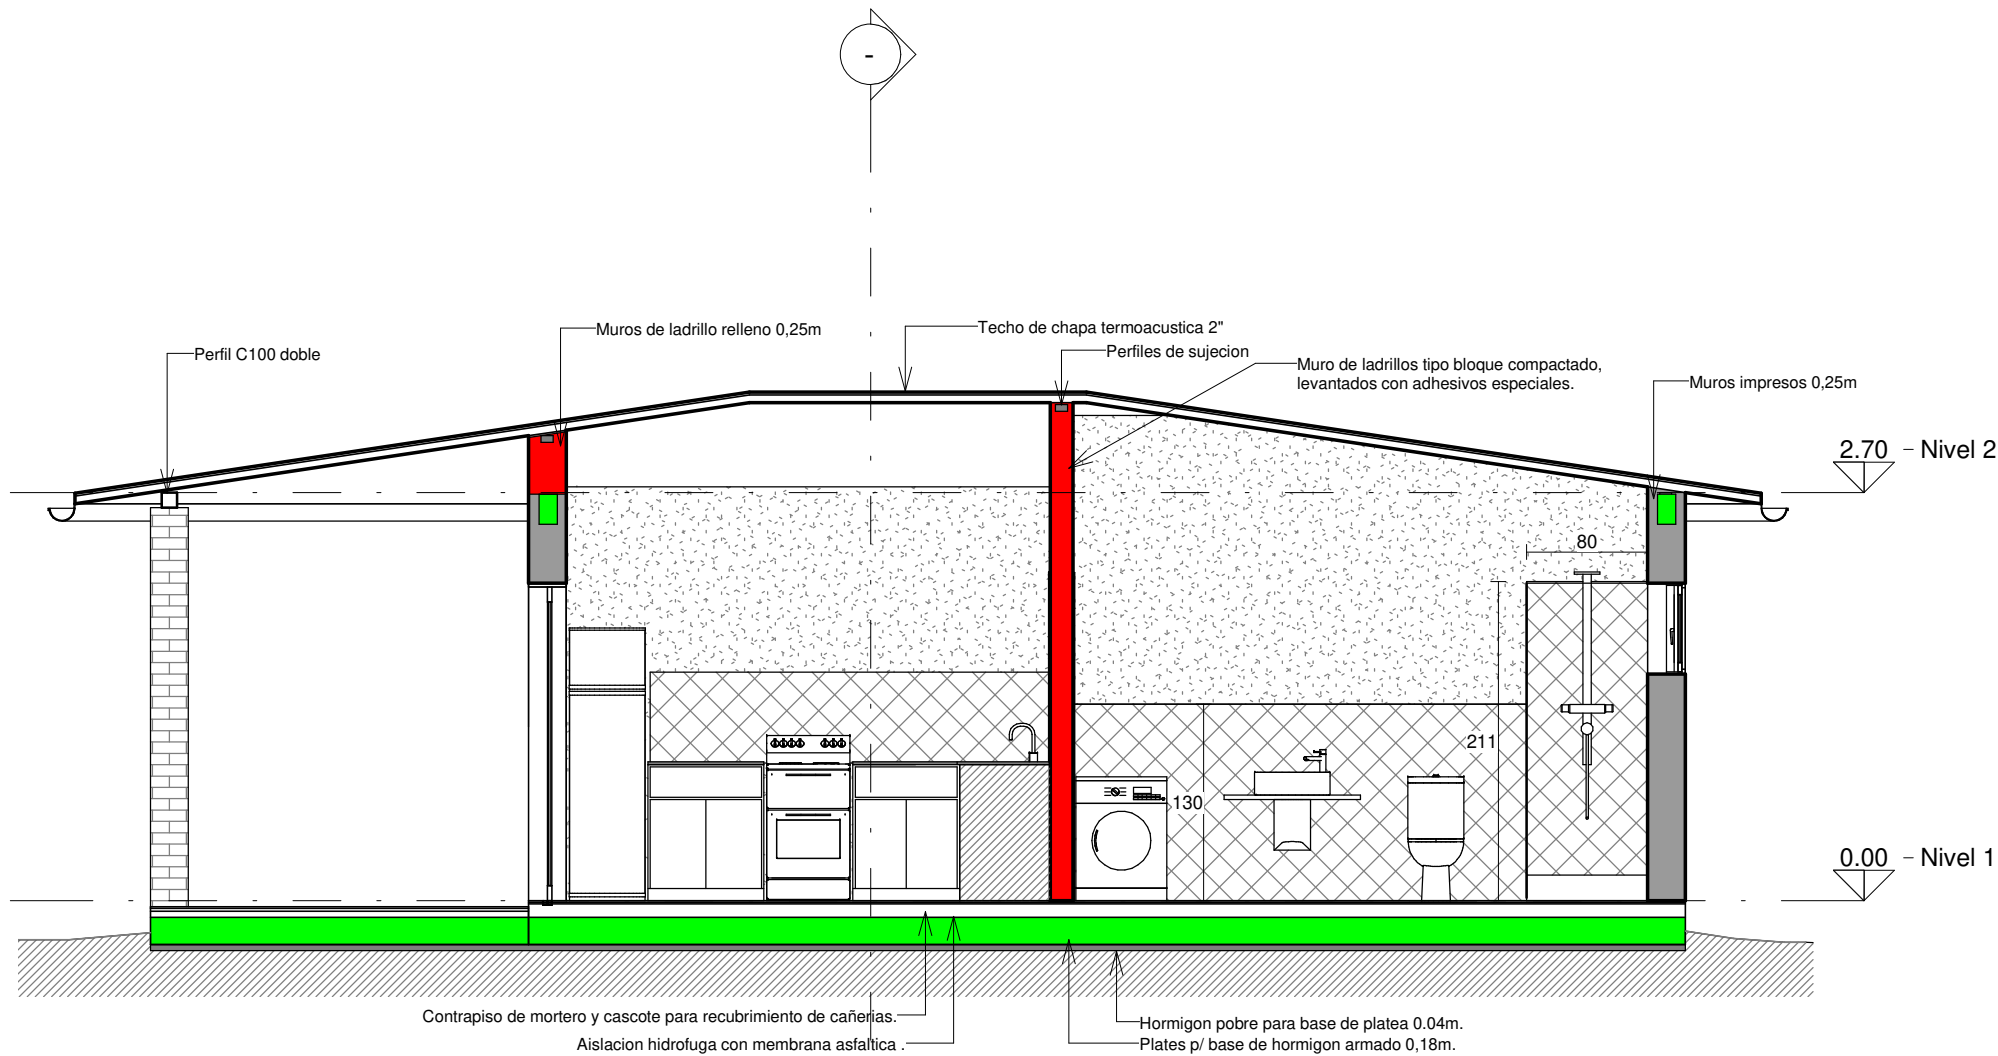 -
Muros de ladrillo relleno 0,25m
Techo de chapa termoacustica 2"
Perfil C100 doble
Perfiles de sujecion
Muro de ladrillos tipo bloque compactado,
levantados con adhesivos especiales.
Muros impresos 0,25m
2.70 - Nivel 2
80
211
130
0.00 - Nivel 1
Contrapiso de mortero y cascote para recubrimiento de cañerias.
Aislacion hidrofuga con membrana asfaltica .
Hormigon pobre para base de platea 0.04m.
Plates p/ base de hormigon armado 0,18m.